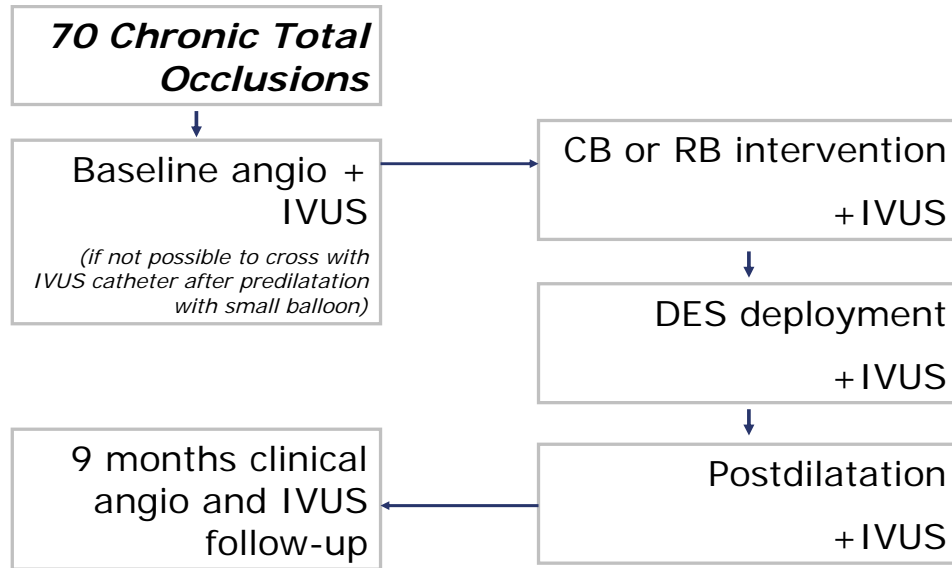 70 Chronic Total
Occlusions
Baseline angio +
IVUS
(if not possible to cross with
IVUS catheter after predilatation
with small balloon)
CB or RB intervention
+IVUS
DES deployment
+IVUS
Postdilatation
+IVUS
9 months clinical
angio and IVUS
follow-up